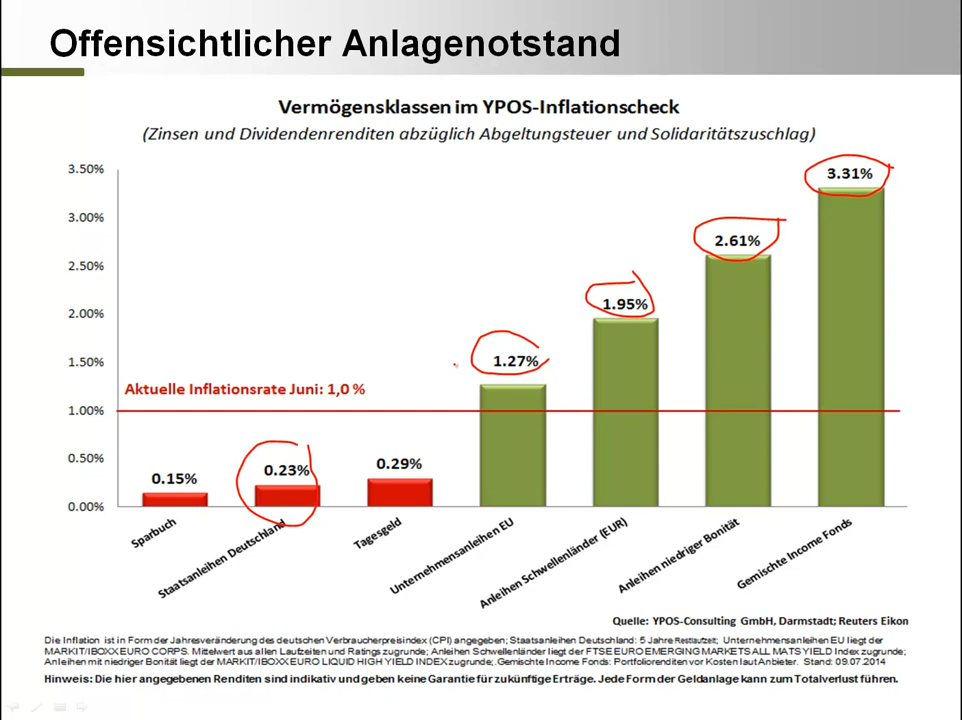 Offensichtlicher Anlagenotstand
Vermögensklassen im YPOS-Inflationscheck
(Zinsen und Dividendenrenditen abzüglich Abgeltungsteuer und Solidaritätszuschlag)
3.50%
3.00%
2.50%
2.00%
1.50%
1.00%
0.50%
0.00%
Aktuelle Inflationsrate Juni: 1,0 %
0.15%
0.23%
0.29%
1.27%
1.95%
2.61%
3.31%
Sparbuch
Staatsanleihen Deutschland
Tagesgeld
Unternehmensanleihen EU
Anleihen Schwellenländer (EUR)
Anleihen niedriger Bonität
Gemischte Income Fonds
Quelle: YPOS-Consulting GmbH, Darmstadt; Reuters Eikon
Die Inflation ist in Form der Jahresveränderung des deutschen Verbraucherpreisindex (CPI) angegeben; Staatsanleihen Deutschland: 5 Jahre Restlaufzeit; Unternehmensanleihen EU liegt der
MARKIT/IBOXX EURO CORPS. Mittelwert aus allen Laufzeiten und Ratings zugrunde; Anleihen Schwellenländer liegt der FTSE EURO EMERGING MARKETS ALL MATS YIELD Index zugrunde;
Anleihen mit niedriger Bonität liegt der MARKIT/IBOXX EURO LIQUID HIGH YIELD INDEX zugrunde;. Gemischte Income Fonds: Portfoliorenditen vor Kosten laut Anbieter. Stand: 09.07.2014
Hinweis: Die hier angegebenen Renditen sind indikativ und geben keine Garantie für zukünftige Erträge. Jede Form der Geldanlage kann zum Totalverlust führen.